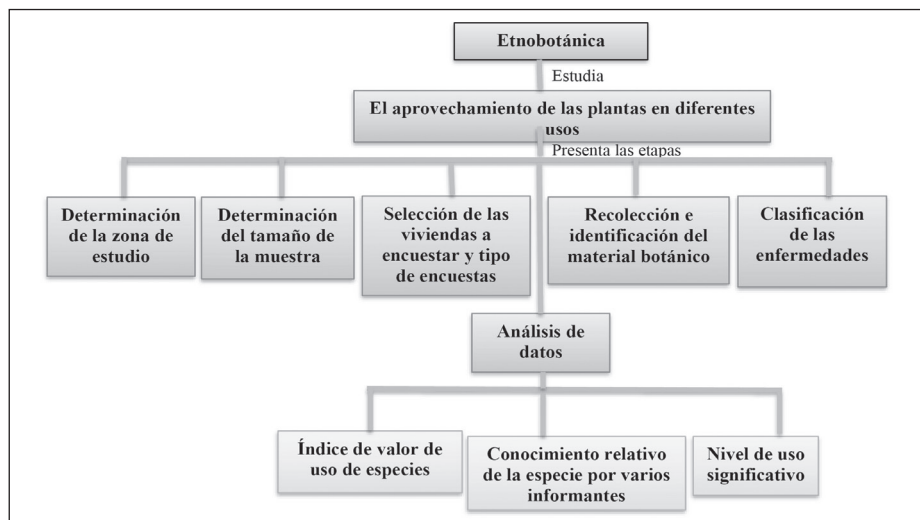 Etnobotánica
Estudia
El aprovechamiento de las plantas en diferentes
usos
Presenta las etapas
Determinación
de la zona de
estudio
Determinación
del tamaño de
la muestra
Selección de las
viviendas a
encuestar y tipo
de encuestas
Recolección e
identificación del
material botánico
Clasificación
de las
enfermedades
Análisis de
datos
Índice de valor de
uso de especies
Conocimiento relativo
de la especie por varios
informantes
Nivel de uso
significativo